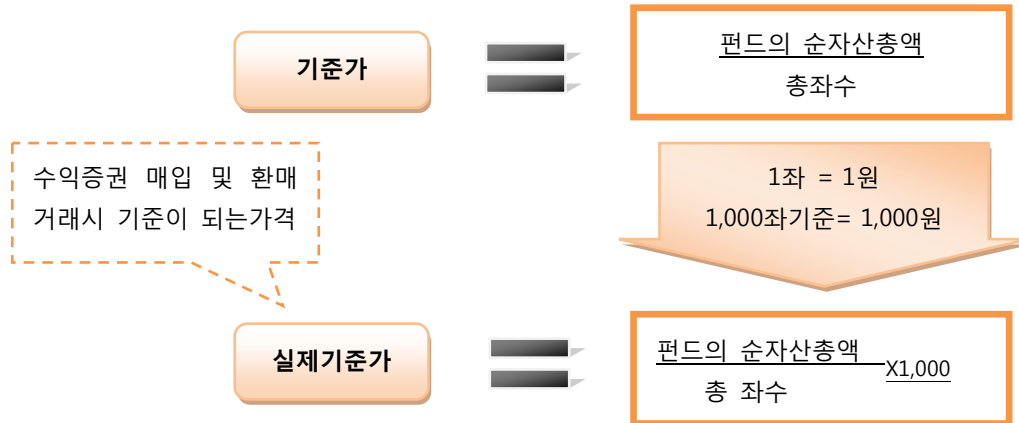 기준가
펀드의 순자산총액
총좌수
수익증권 매입 및 환매
거래시 기준이 되는가격
1좌 = 1원
1,000좌기준= 1,000원
실제기준가
펀드의 순자산총액 X1,000
총 좌수